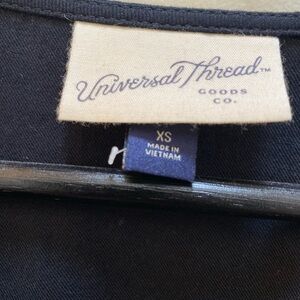 Universal Thread™
GOODS
CO.
XS
MADE IN
VIETNAM